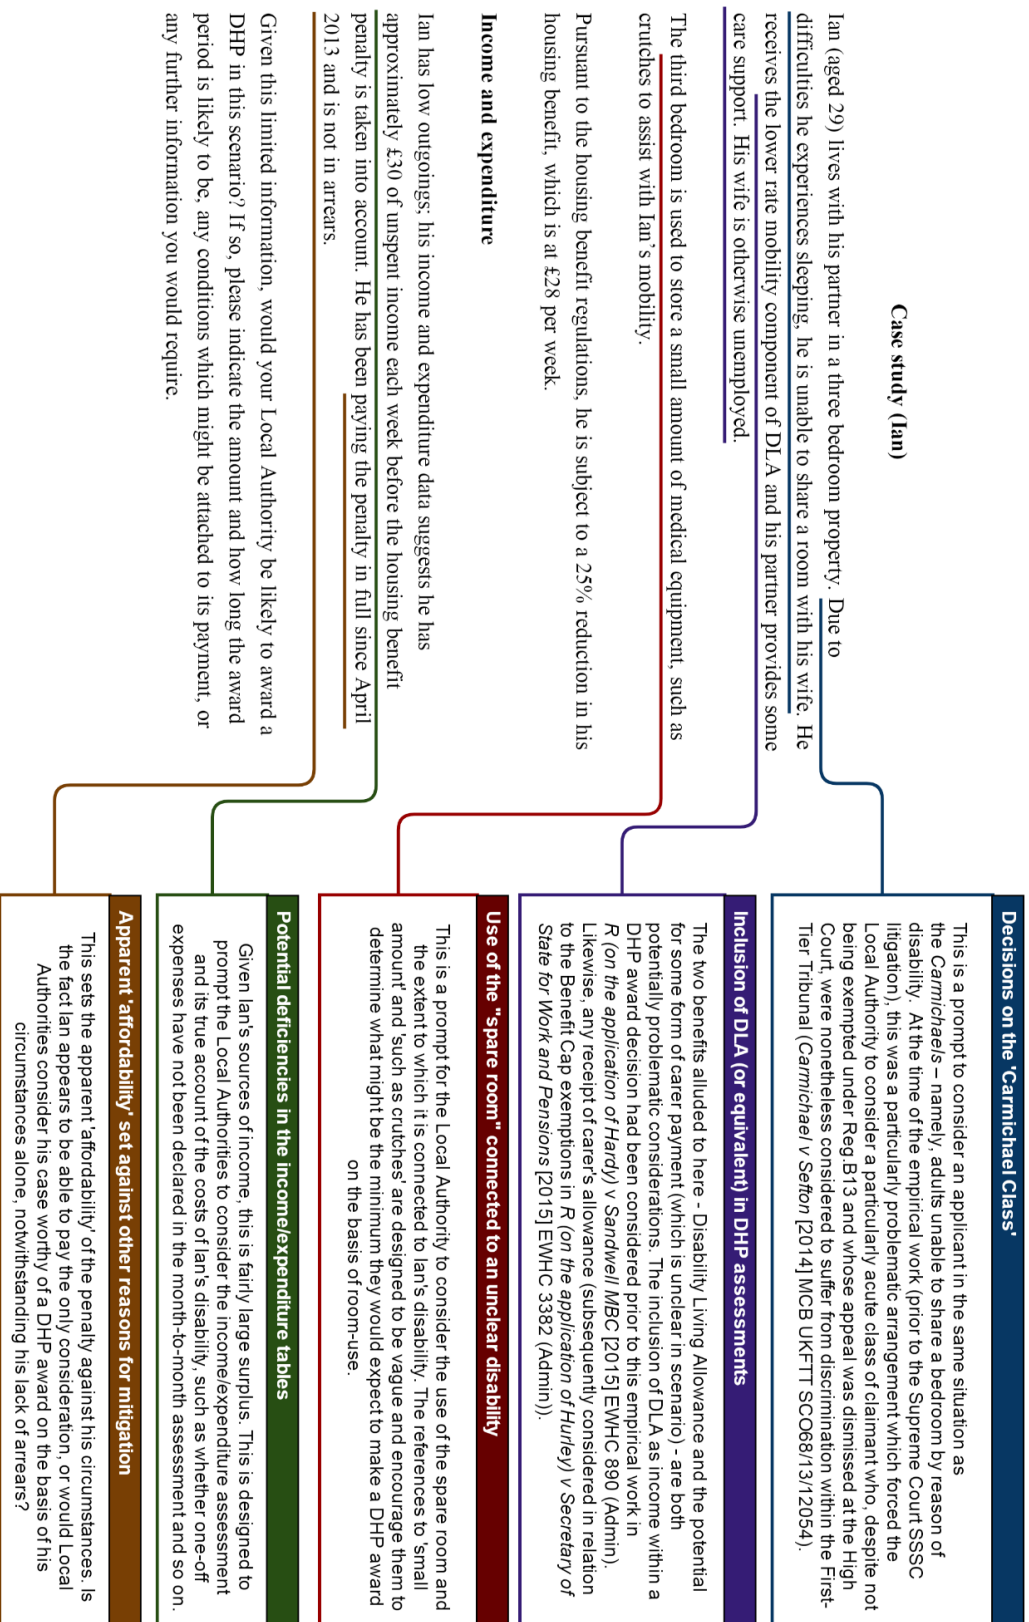 Case study (Ian)
Ian (aged 29) lives with his partner in a three bedroom property. Due to
difficulties he experiences sleeping, he is unable to share a room with his wife. He
receives the lower rate mobility component of DLA and his partner provides some
care support. His wife is otherwise unemployed.
The third bedroom is used to store a small amount of medical equipment, such as
crutches to assist with Ian's mobility.
Pursuant to the housing benefit regulations, he is subject to a 25% reduction in his
housing benefit, which is at £28 per week.
Income and expenditure
Ian has low outgoings; his income and expenditure data suggests he has
approximately £30 of unspent income each week before the housing benefit
penalty is taken into account. He has been paying the penalty in full since April
2013 and is not in arrears.
Given this limited information, would your Local Authority be likely to award a
DHP in this scenario? If so, please indicate the amount and how long the award
period is likely to be, any conditions which might be attached to its payment, or
any further information you would require.
Decisions on the 'Carmichael Class'
This is a prompt to consider an applicant in the same situation as
the Carmichaels – namely, adults unable to share a bedroom by reason of
disability. At the time of the empirical work (prior to the Supreme Court SSSC
litigation), this was a particularly problematic arrangement which forced the
Local Authority to consider a particularly acute class of claimant who, despite not
being exempted under Reg.B13 and whose appeal was dismissed at the High
Court, were nonetheless considered to suffer from discrimination within the First-
Tier Tribunal (Carmichael v Sefton [2014] MCB UKFTT SCO68/13/12054).
Inclusion of DLA (or equivalent) in DHP assessments
The two benefits alluded to here - Disability Living Allowance and the potential
for some form of carer payment (which is unclear in scenario) - are both
potentially problematic considerations. The inclusion of DLA as income within a
DHP award decision had been considered prior to this empirical work in
R (on the application of Hardy) v Sandwell MBC [2015] EWHC 890 (Admin).
Likewise, any receipt of carer's allowance (subsequently considered in relation
to the Benefit Cap exemptions in R (on the application of Hurley) v Secretary of
State for Work and Pensions [2015] EWHC 3382 (Admin)).
Use of the "spare room" connected to an unclear disability
This is a prompt for the Local Authority to consider the use of the spare room and
the extent to which it is connected to Ian's disability. The references to 'small
amount' and 'such as crutches' are designed to be vague and encourage them to
determine what might be the minimum they would expect to make a DHP award
on the basis of room-use.
Potential deficiencies in the income/expenditure tables
Given Ian's sources of income, this is fairly large surplus. This is designed to
prompt the Local Authorities to consider the income/expenditure assessment
and its true account of the costs of Ian's disability, such as whether one-off
expenses have not been declared in the month-to-month assessment and so on.
Apparent 'affordability' set against other reasons for mitigation
This sets the apparent 'affordability' of the penalty against his circumstances. Is
the fact Ian appears to be able to pay the only consideration, or would Local
Authorities consider his case worthy of a DHP award on the basis of his
circumstances alone, notwithstanding his lack of arrears?